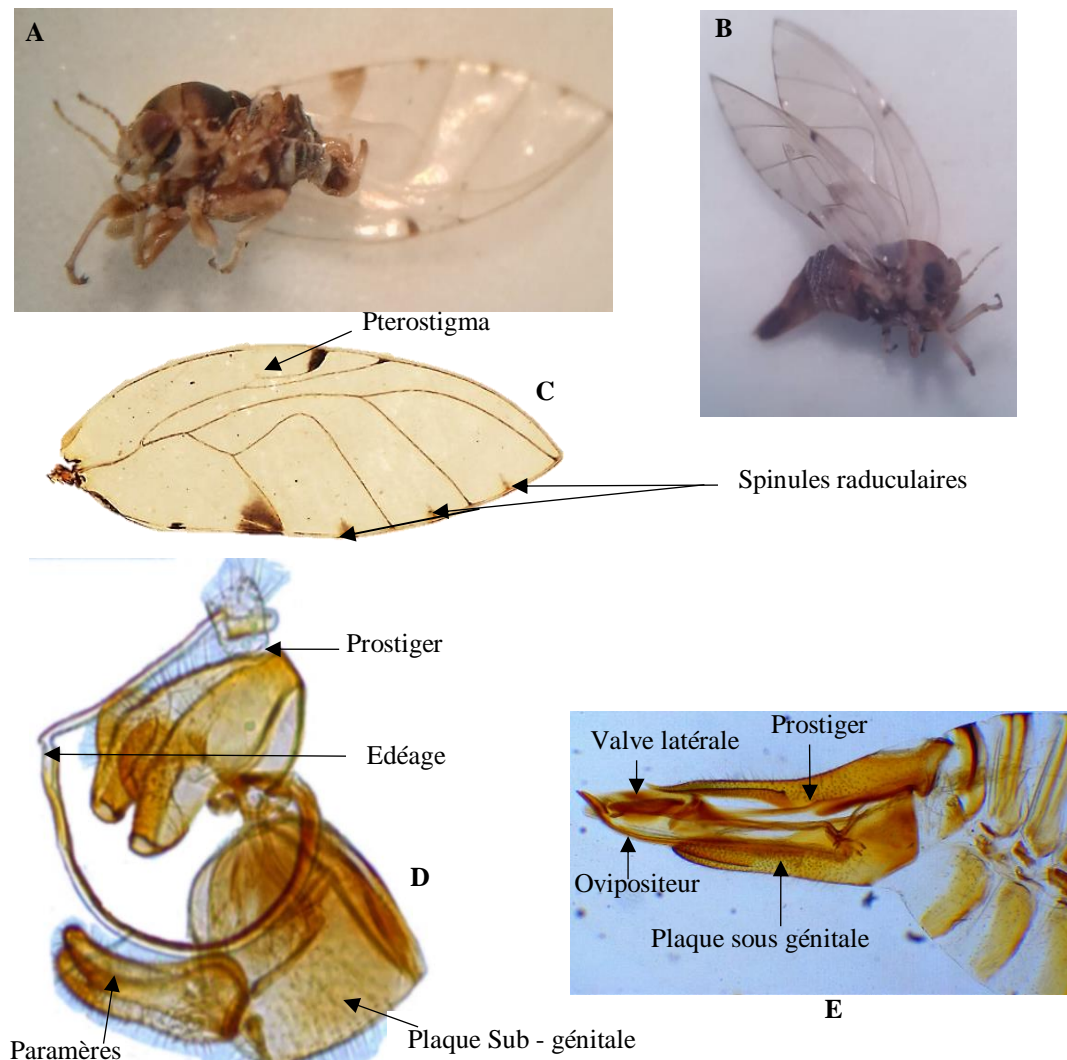 A
B
Pterostigma
C
Spinules raduculaires
Prostiger
Edéage
D
Paramères
Plaque Sub - génitale
Valve latérale
Prostiger
Ovipositeur
Plaque sous génitale
E